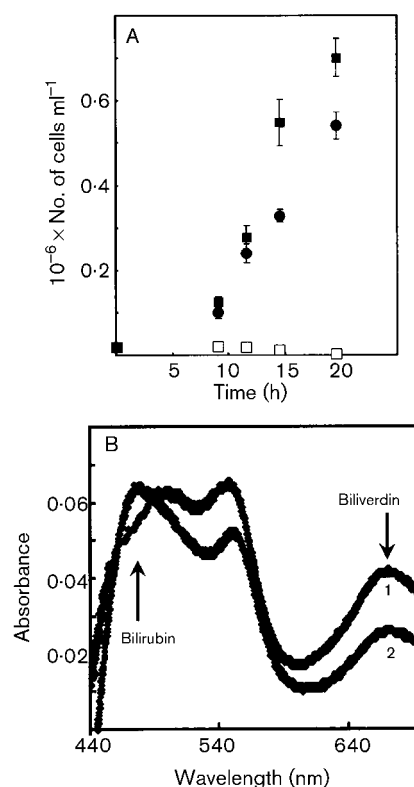 A
10⁻⁶ × No. of cells ml⁻¹
0·6
0·4
0·2
5
10
15
20
Time (h)
B
Absorbance
0·06
0·04
0·02
Bilirubin
Biliverdin
1
2
440
540
640
Wavelength (nm)